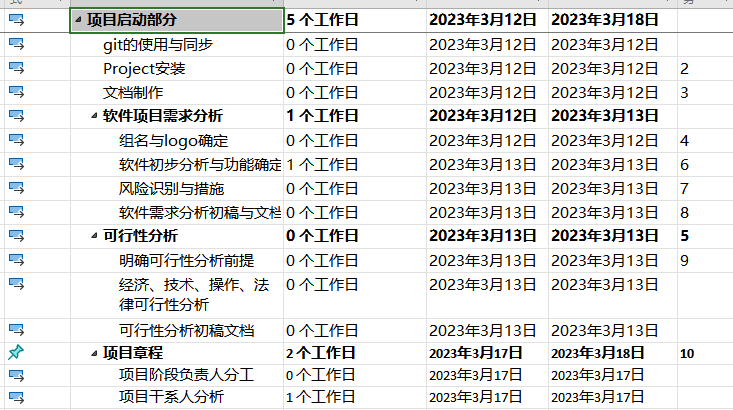 项目启动部分 5 个工作日 2023年3月12日 2023年3月18日
git的使用与同步 0 个工作日 2023年3月12日 2023年3月12日
Project安装 0 个工作日 2023年3月12日 2023年3月12日 2
文档制作 0 个工作日 2023年3月12日 2023年3月12日 3
软件项目需求分析 1 个工作日 2023年3月12日 2023年3月13日
组名与logo确定 0 个工作日 2023年3月12日 2023年3月12日 4
软件初步分析与功能确定 1 个工作日 2023年3月13日 2023年3月13日 6
风险识别与措施 0 个工作日 2023年3月13日 2023年3月13日 7
软件需求分析初稿与文档 0 个工作日 2023年3月13日 2023年3月13日 8
可行性分析 0 个工作日 2023年3月13日 2023年3月13日 5
明确可行性分析前提 0 个工作日 2023年3月13日 2023年3月13日 9
经济、技术、操作、法 0 个工作日 2023年3月13日 2023年3月13日
律可行性分析
可行性分析初稿文档 0 个工作日 2023年3月13日 2023年3月13日
项目章程 2 个工作日 2023年3月17日 2023年3月18日 10
项目阶段负责人分工 0 个工作日 2023年3月17日 2023年3月17日
项目干系人分析 1 个工作日 2023年3月17日 2023年3月17日